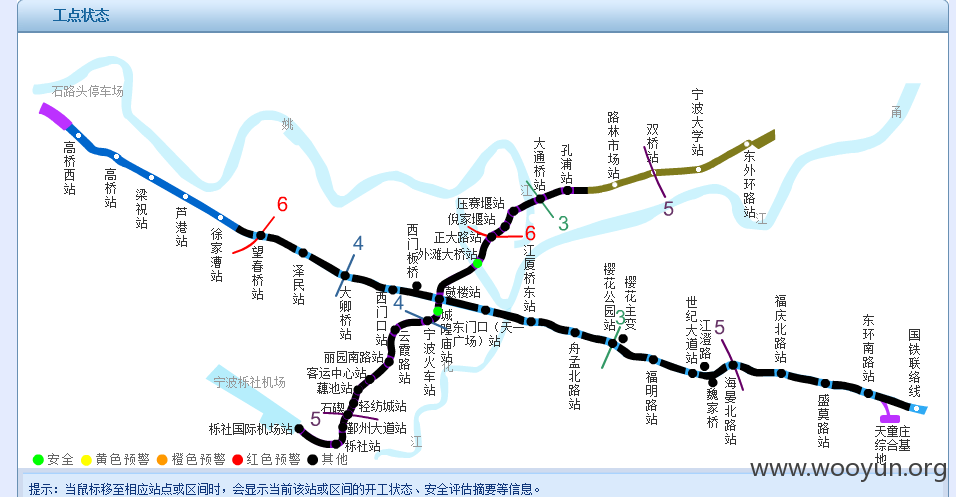 工点状态
石路头停车场
姚
江
甬
江
高桥西站
高桥站
梁祝站
芦港站
徐家漕站
望春桥站
6
泽民站
大卿桥站
4
西门口站
西门板桥
鼓楼站
东门口（天一广场）站
江厦桥东站
舟孟北路站
樱花公园站
3
樱花主变
福明路站
世纪大道站
江澄路
魏家桥
海晏北路站
5
福庆北路站
盛莫路站
东环南路站
国铁联络线
天童庄综合基地
宁波大学站
双桥站
5
路林市场站
东外环路站
孔浦站
大通桥站
3
压赛堰站
倪家堰站
正大路站
6
外滩大桥站
城隍庙站
4
宁波火车站
云霞路站
丽园南路站
客运中心站
藕池站
石碶
轻纺城站
5
鄞州大道站
栎社站
栎社国际机场站
宁波栎社机场
化
江
安全
黄色预警
橙色预警
红色预警
其他
www.wooyun.org
提示：当鼠标移至相应站点或区间时，会显示当前该站或区间的开工状态、安全评估摘要等信息。